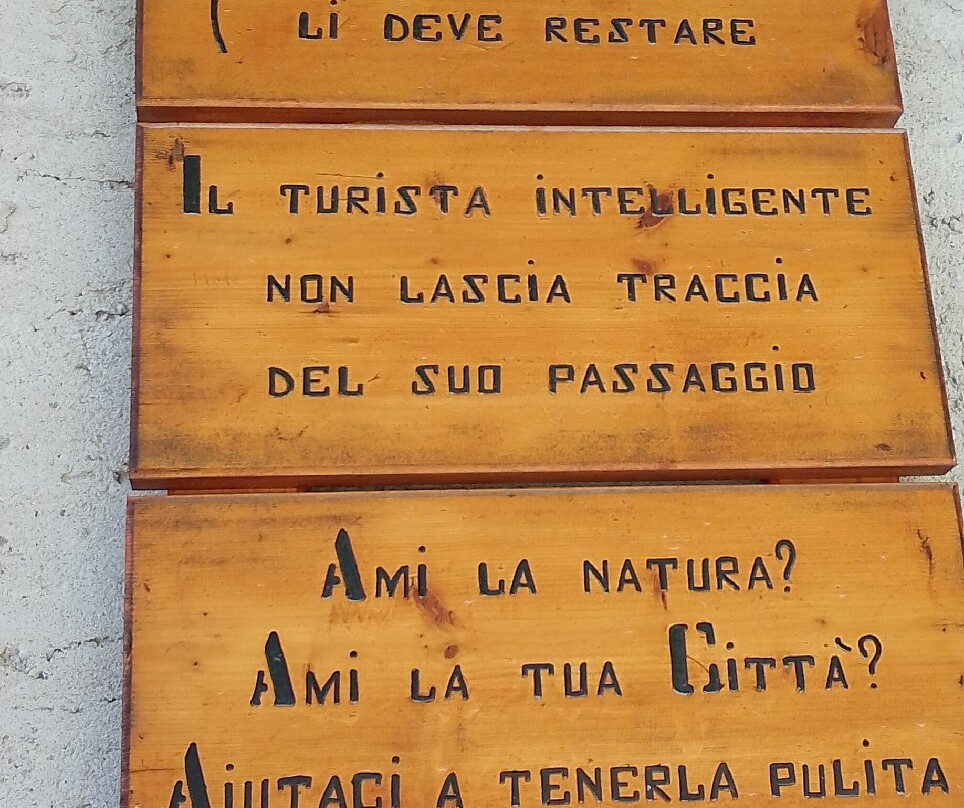 LI DEVE RESTARE
IL TURISTA INTELLIGENTE
NON LASCIA TRACCIA
DEL SUO PASSAGGIO
AMI LA NATURA?
AMI LA TUA CITTÀ?
AIUTACI A TENERLA PULITA